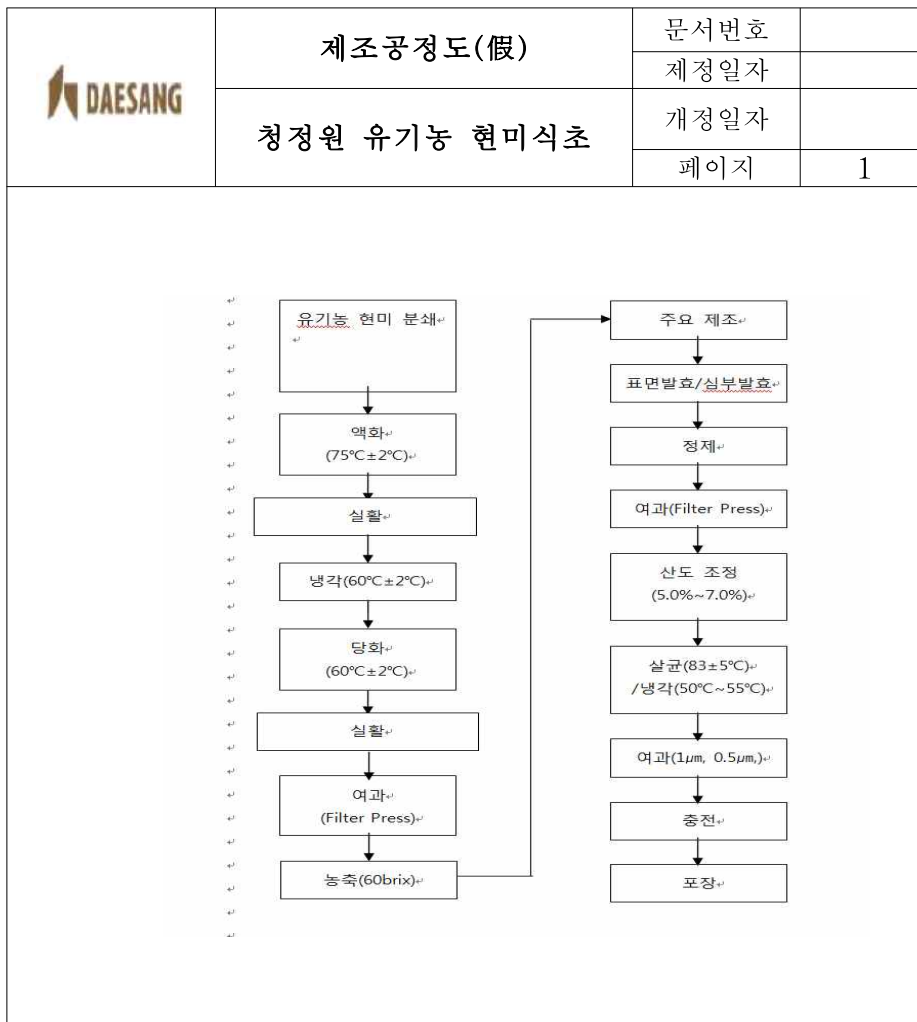 DAESANG
제조공정도(假)
청정원 유기농 현미식초
문서번호
제정일자
개정일자
페이지
1
유기농 현미 분쇄
액화
(75℃±2℃)
실활
냉각(60℃±2℃)
당화
(60℃±2℃)
실활
여과
(Filter Press)
농축(60brix)
주요 제조
표면발효/심부발효
정제
여과(Filter Press)
산도 조정
(5.0%~7.0%)
살균(83±5℃)
/냉각(50℃~55℃)
여과(1μm, 0.5μm,)
충전
포장